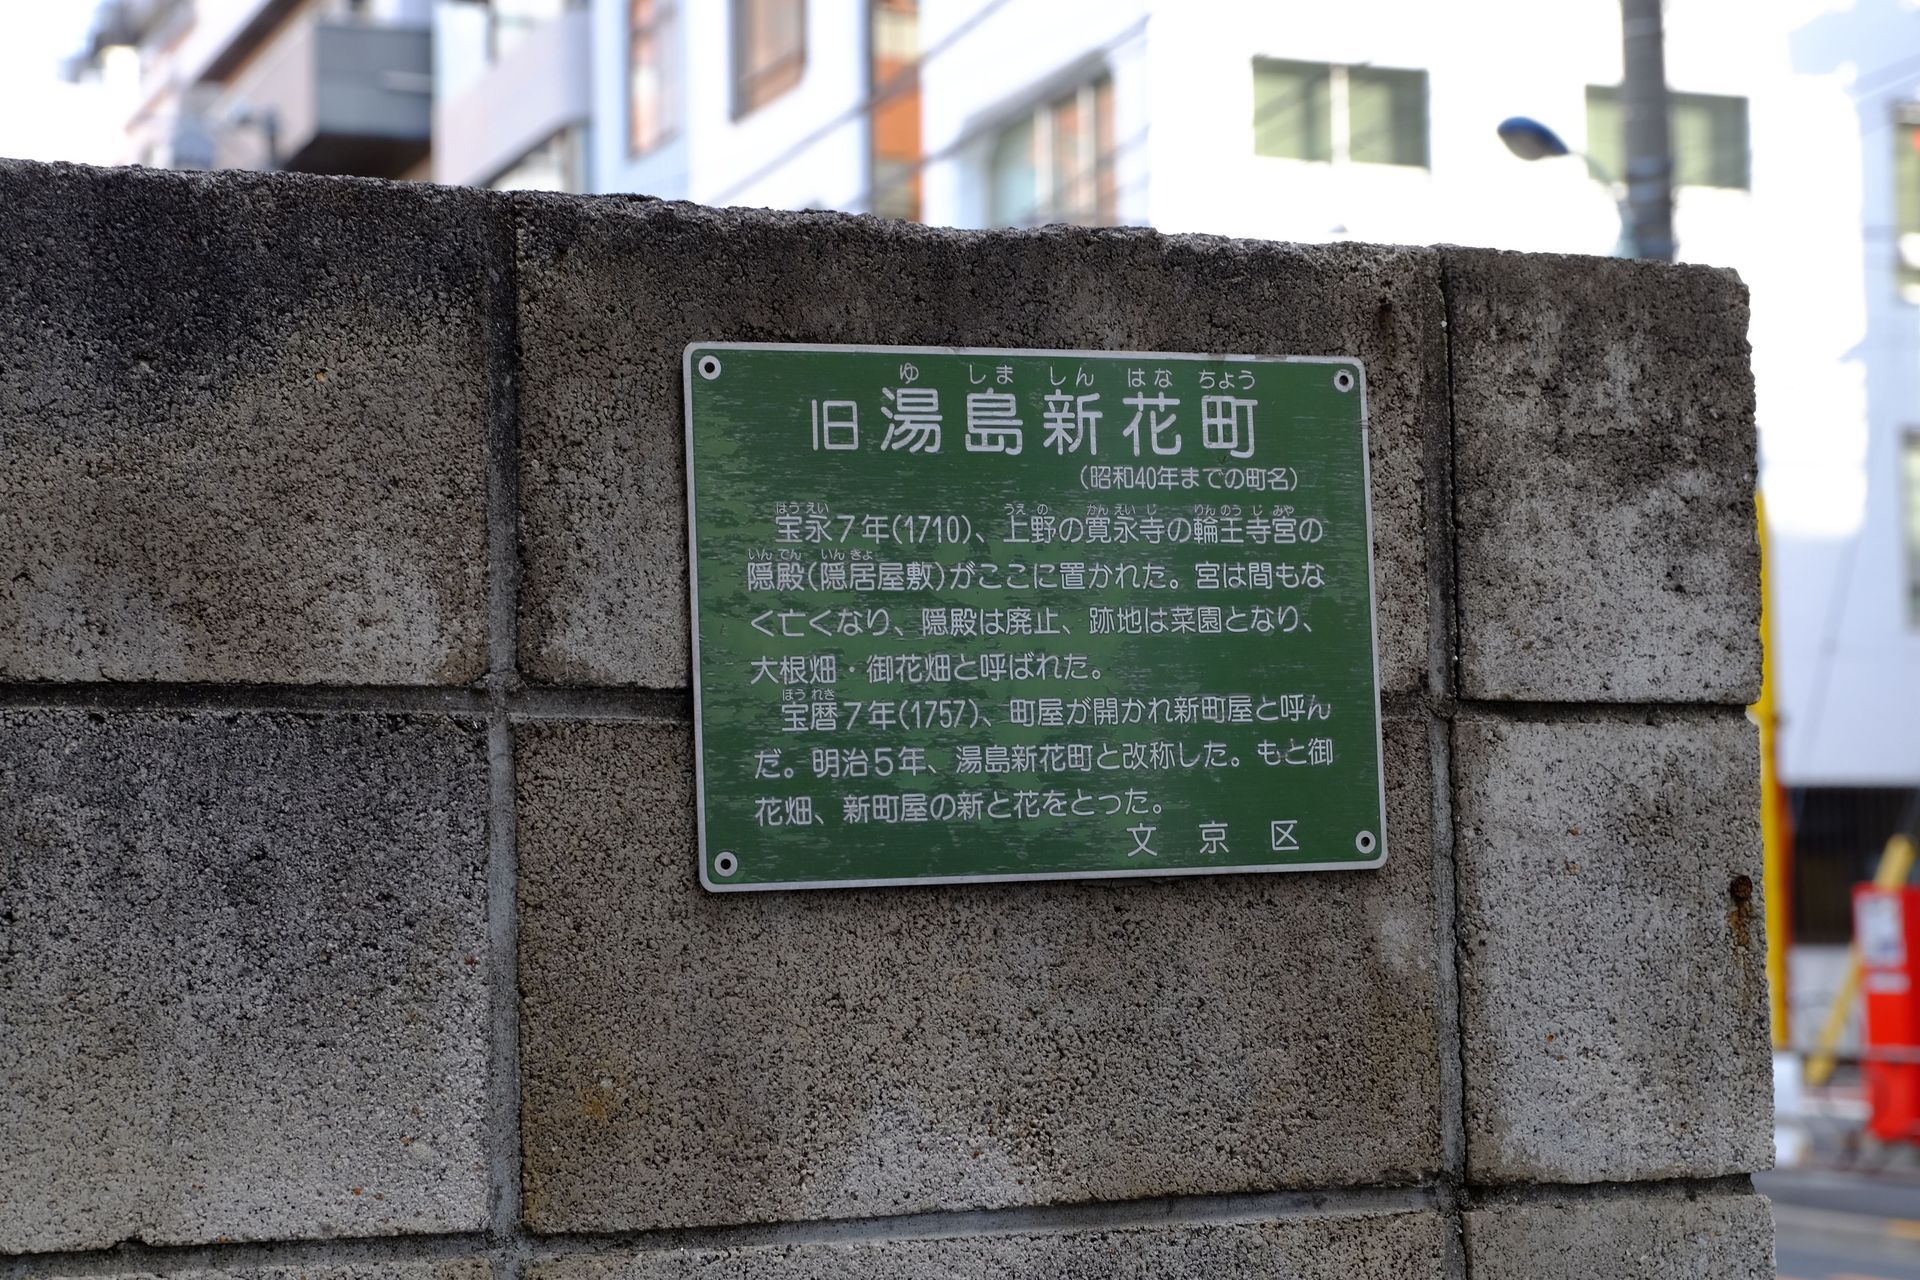 ゆ しま しん はな ちょう
旧湯島新花町
(昭和40年までの町名)
ほうえい うえの かんえいじ りんのうじみや
宝永7年(1710)、上野の寛永寺の輪王寺宮の
いんでん いんきょ
隠殿(隠居屋敷)がここに置かれた。宮は間もな
く亡くなり、隠殿は廃止、跡地は菜園となり、
大根畑・御花畑と呼ばれた。
ほうれき
宝暦7年(1757)、町屋が開かれ新町屋と呼ん
だ。明治5年、湯島新花町と改称した。もと御
花畑、新町屋の新と花をとった。
文京区